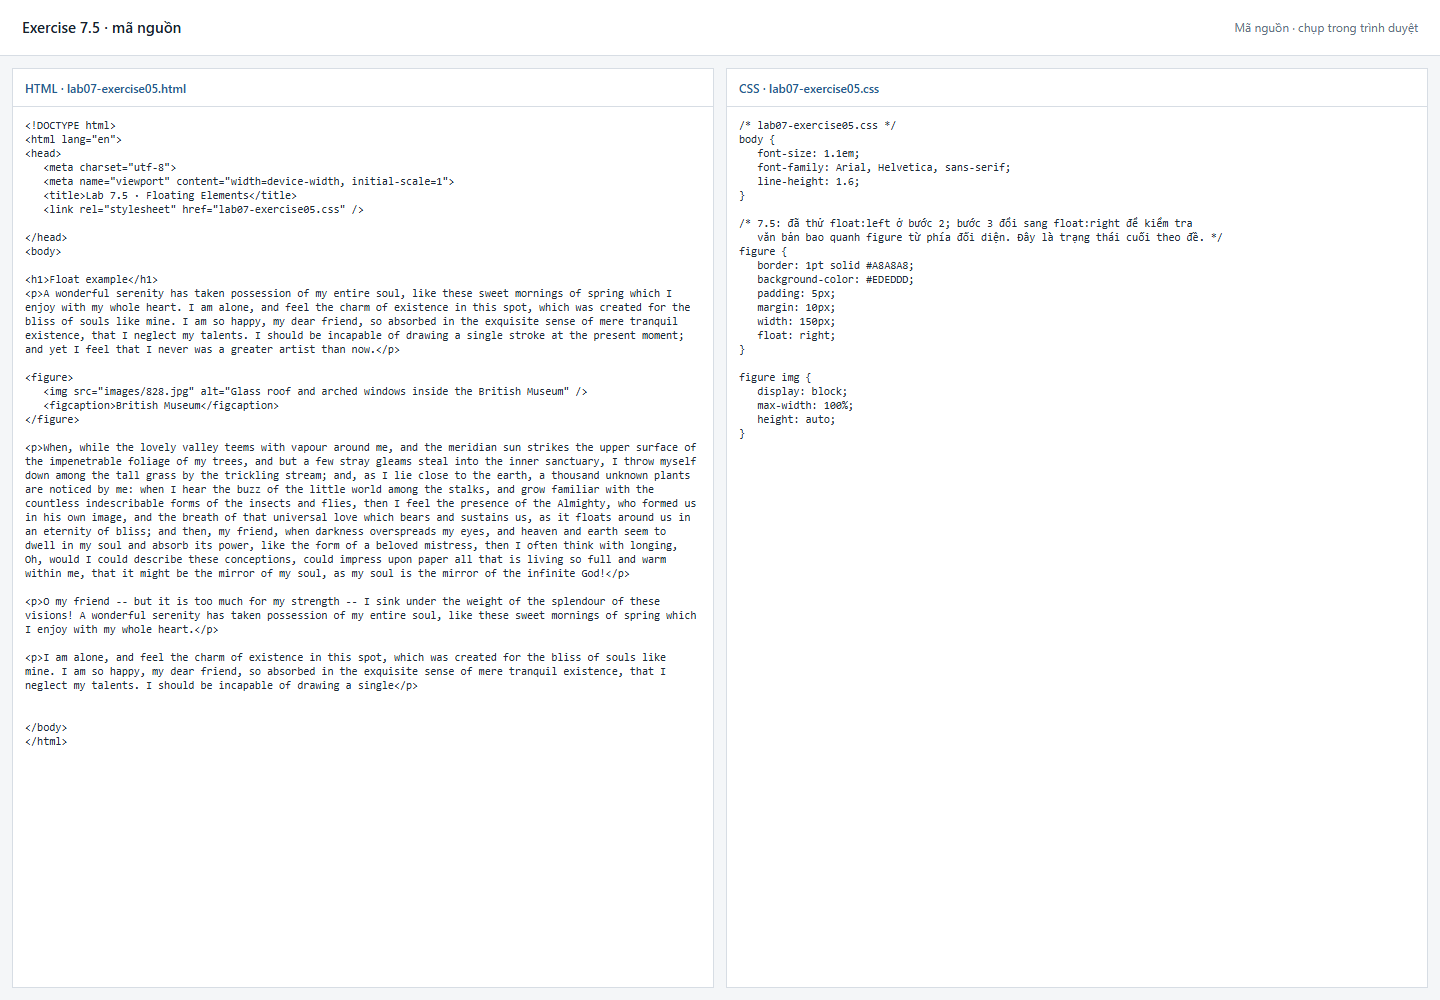 Exercise 7.5 · mã nguồn
Mã nguồn · chụp trong trình duyệt
HTML · lab07-exercise05.html
<!DOCTYPE html>
<html lang="en">
<head>
   <meta charset="utf-8">
   <meta name="viewport" content="width=device-width, initial-scale=1">
   <title>Lab 7.5 · Floating Elements</title>
   <link rel="stylesheet" href="lab07-exercise05.css" />
</head>
<body>
<h1>Float example</h1>
<p>A wonderful serenity has taken possession of my entire soul, like these sweet mornings of spring which I
enjoy with my whole heart. I am alone, and feel the charm of existence in this spot, which was created for the
bliss of souls like mine. I am so happy, my dear friend, so absorbed in the exquisite sense of mere tranquil
existence, that I neglect my talents. I should be incapable of drawing a single stroke at the present moment;
and yet I feel that I never was a greater artist than now.</p>
<figure>
   <img src="images/828.jpg" alt="Glass roof and arched windows inside the British Museum" />
   <figcaption>British Museum</figcaption>
</figure>
<p>When, while the lovely valley teems with vapour around me, and the meridian sun strikes the upper surface of
the impenetrable foliage of my trees, and but a few stray gleams steal into the inner sanctuary, I throw myself
down among the tall grass by the trickling stream; and, as I lie close to the earth, a thousand unknown plants
are noticed by me: when I hear the buzz of the little world among the stalks, and grow familiar with the
countless indescribable forms of the insects and flies, then I feel the presence of the Almighty, who formed us
in his own image, and the breath of that universal love which bears and sustains us, as it floats around us in
an eternity of bliss; and then, my friend, when darkness overspreads my eyes, and heaven and earth seem to
dwell in my soul and absorb its power, like the form of a beloved mistress, then I often think with longing,
Oh, would I could describe these conceptions, could impress upon paper all that is living so full and warm
within me, that it might be the mirror of my soul, as my soul is the mirror of the infinite God!</p>
<p>O my friend -- but it is too much for my strength -- I sink under the weight of the splendour of these
visions! A wonderful serenity has taken possession of my entire soul, like these sweet mornings of spring which
I enjoy with my whole heart.</p>
<p>I am alone, and feel the charm of existence in this spot, which was created for the bliss of souls like
mine. I am so happy, my dear friend, so absorbed in the exquisite sense of mere tranquil existence, that I
neglect my talents. I should be incapable of drawing a single</p>
</body>
</html>
CSS · lab07-exercise05.css
/* lab07-exercise05.css */
body {
   font-size: 1.1em;
   font-family: Arial, Helvetica, sans-serif;
   line-height: 1.6;
}
/* 7.5: đã thử float:left ở bước 2; bước 3 đổi sang float:right để kiểm tra
   văn bản bao quanh figure từ phía đối diện. Đây là trạng thái cuối theo đề. */
figure {
   border: 1pt solid #A8A8A8;
   background-color: #EDEDDD;
   padding: 5px;
   margin: 10px;
   width: 150px;
   float: right;
}
figure img {
   display: block;
   max-width: 100%;
   height: auto;
}